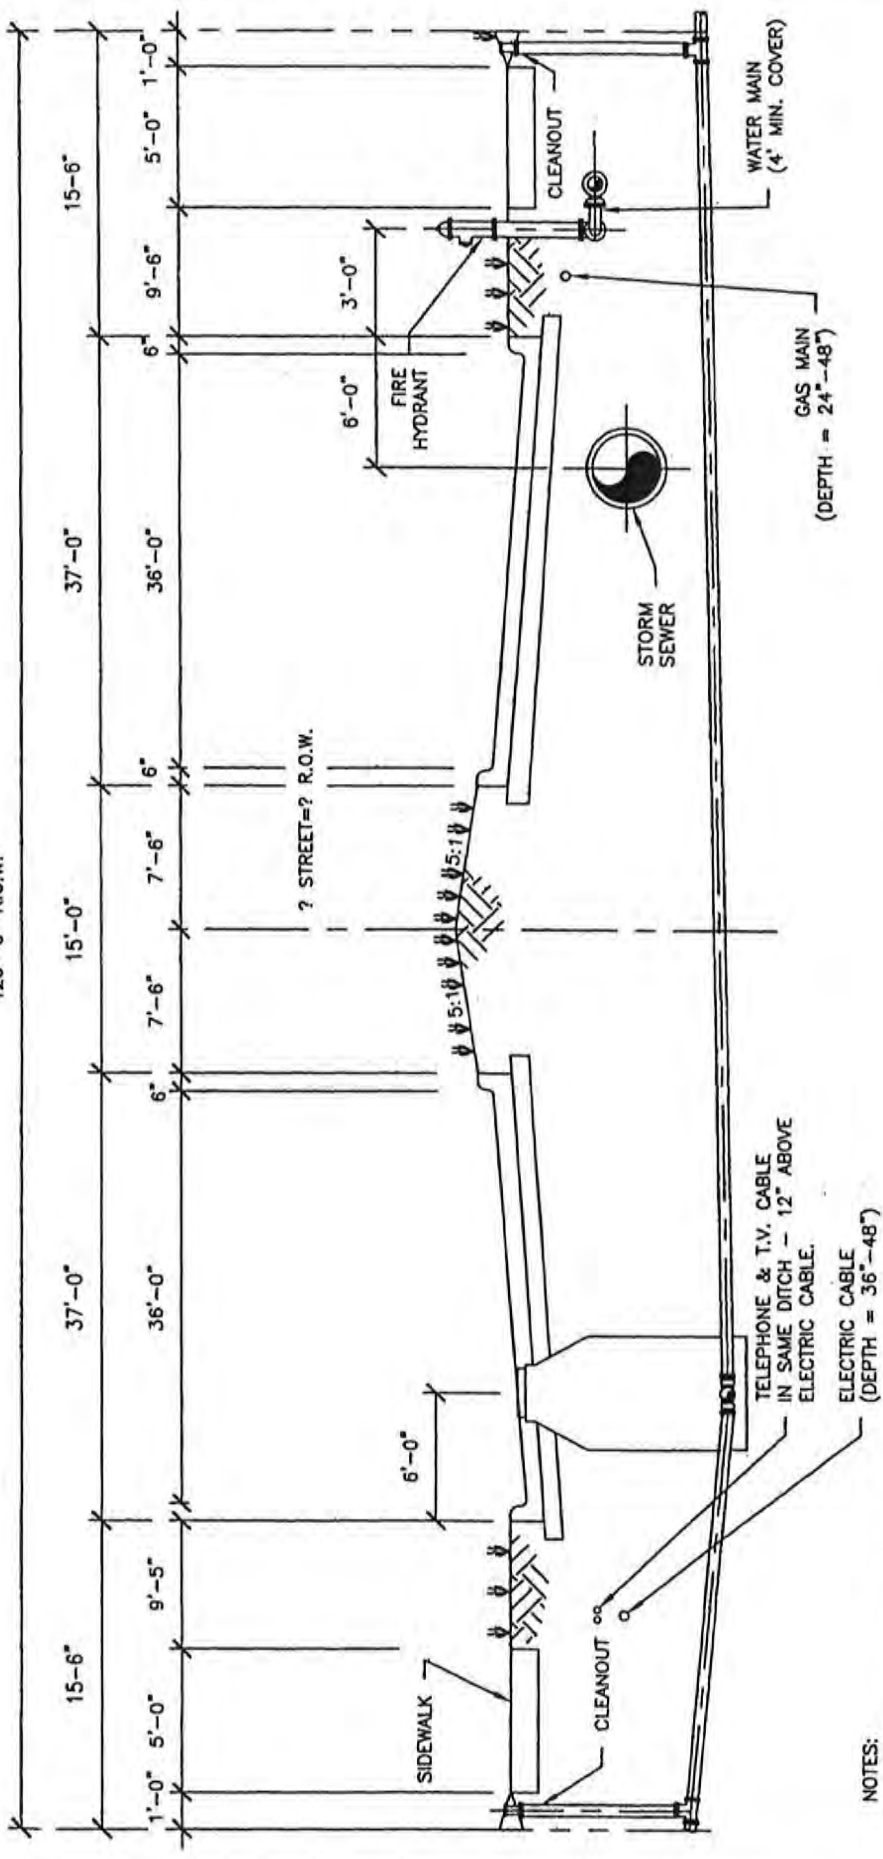 120'-0" R.O.W.
15-6"
37'-0"
15'-0"
37'-0"
15-6"
1'-0"
5'-0"
9'-5"
36'-0"
6"
7'-6"
7'-6"
6"
36'-0"
6"
9'-6"
5'-0"
1'-0"
? STREET=? R.O.W.
6'-0"
3'-0"
6'-0"
FIRE
HYDRANT
SIDEWALK
5:1
5:1
CLEANOUT
CLEANOUT
STORM
SEWER
WATER MAIN
(4' MIN. COVER)
TELEPHONE & T.V. CABLE
IN SAME DITCH - 12" ABOVE
ELECTRIC CABLE.
GAS MAIN
(DEPTH = 24"-48")
ELECTRIC CABLE
(DEPTH = 36"-48")
NOTES: